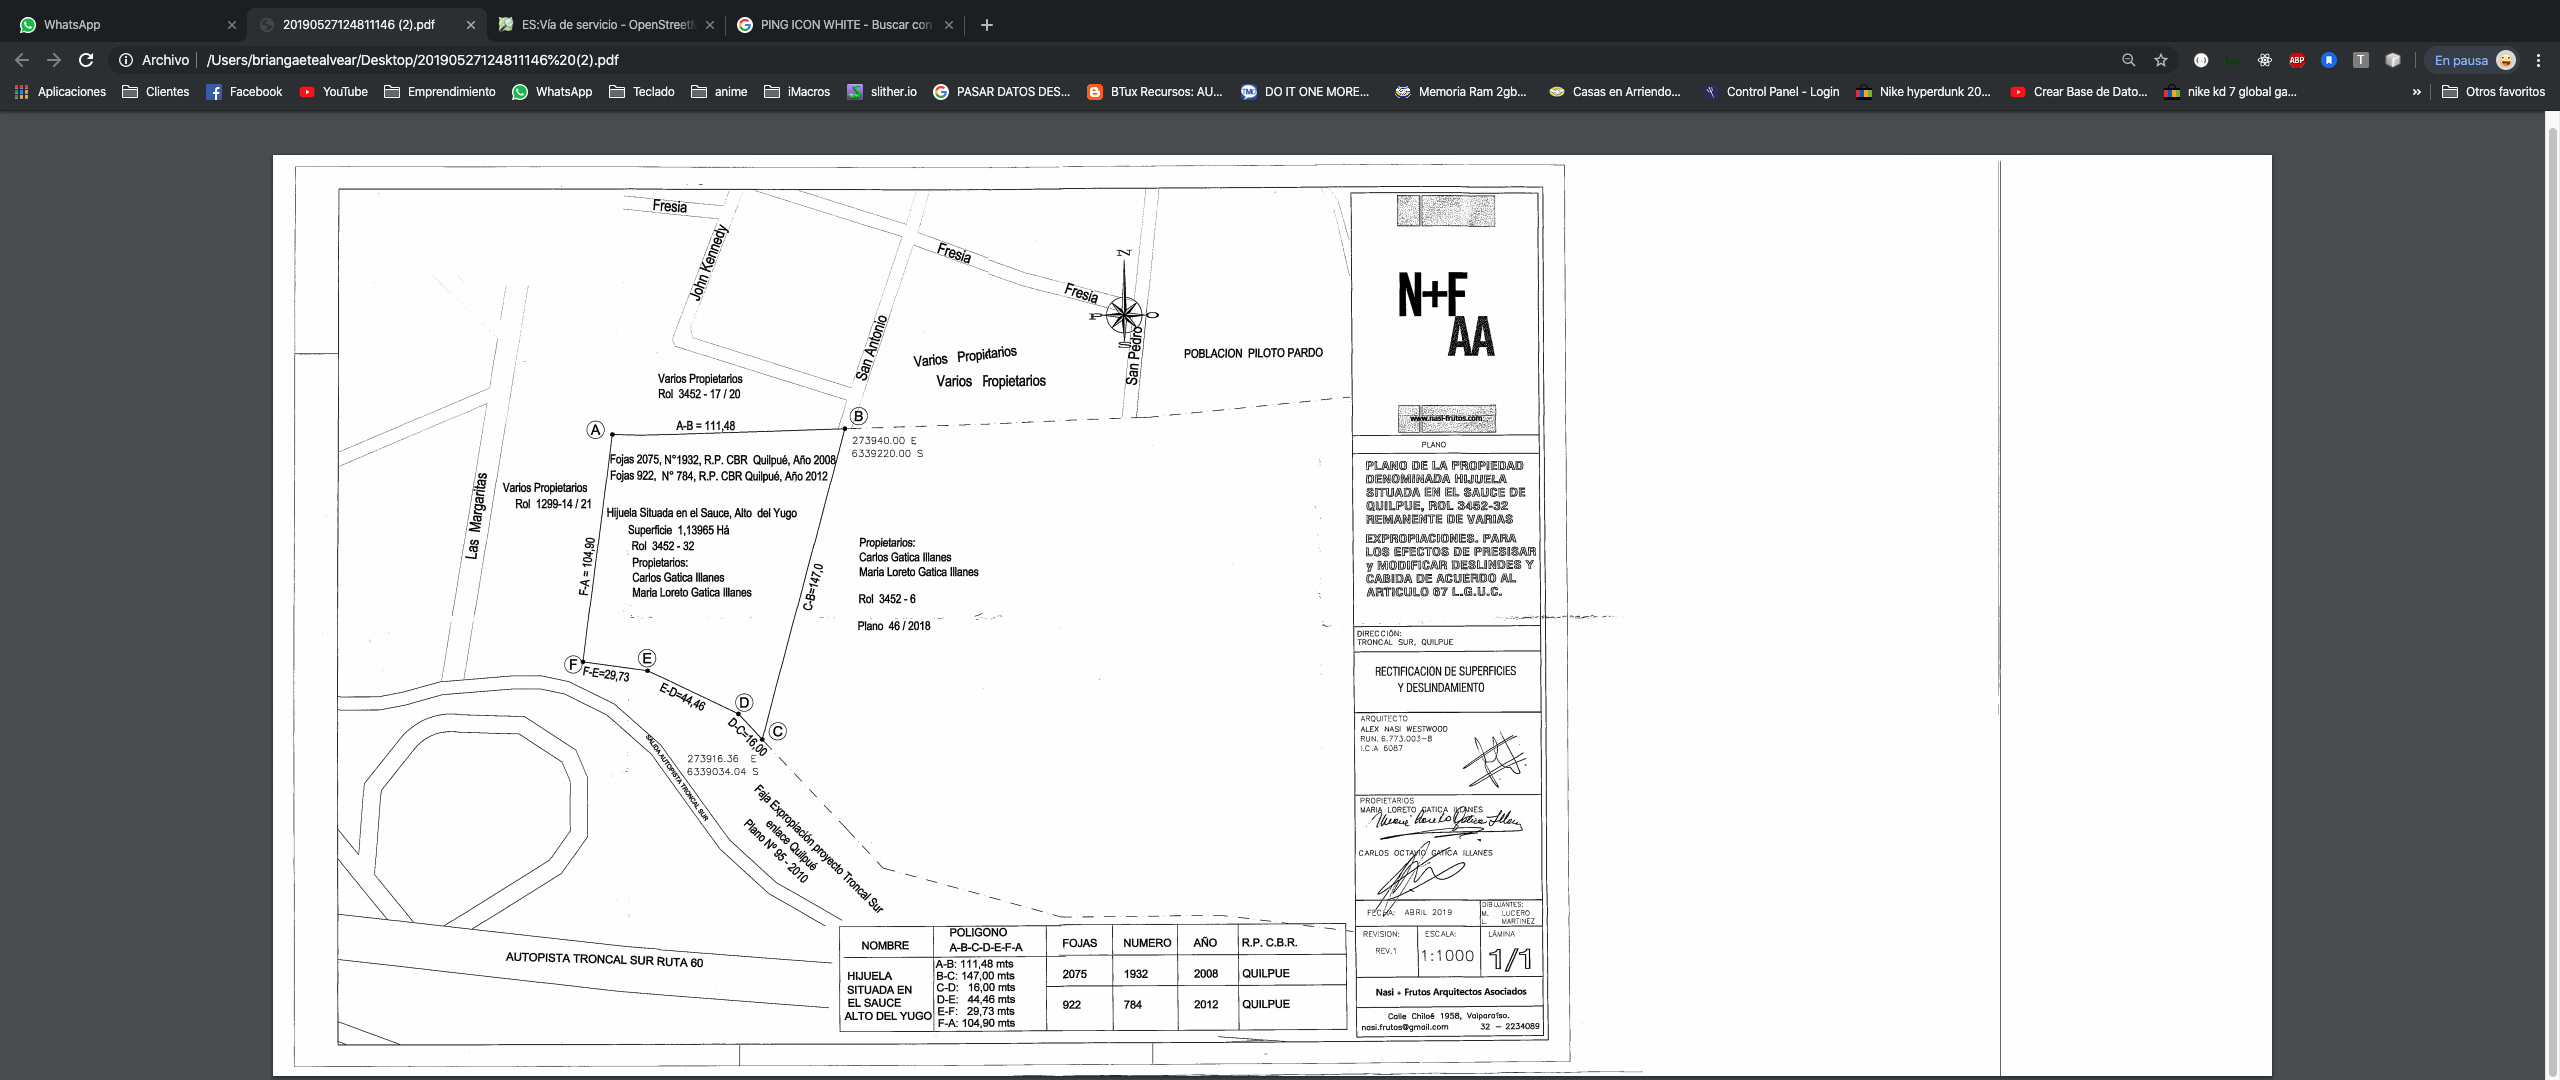 WhatsApp
20190527124811146 (2).pdf
ES:Vía de servicio - OpenStreetM
PING ICON WHITE - Buscar con
Archivo
/Users/briangaetealvear/Desktop/20190527124811146%20(2).pdf
ABP
T
En pausa
Aplicaciones
Clientes
Facebook
YouTube
Emprendimiento
WhatsApp
Teclado
anime
iMacros
slither.io
PASAR DATOS DES...
BTux Recursos: AU...
DO IT ONE MORE...
Memoria Ram 2gb...
Casas en Arriendo...
Control Panel - Login
Nike hyperdunk 20...
Crear Base de Dato...
nike kd 7 global ga...
»
Otros favoritos
Fresia
John Kennedy
Fresia
Fresia
San Antonio
San Pedro
N
O
Varios Propietarios
Varios Propietarios
POBLACION PILOTO PARDO
Varios Propietarios
Rol 3452 - 17 / 20
A
A-B = 111,48
B
273940.00 E
6339220.00 S
Fojas 2075, N°1932, R.P. CBR Quilpué, Año 2008
Fojas 922, N° 784, R.P. CBR Quilpué, Año 2012
Las Margaritas
Varios Propietarios
Rol 1299-14 / 21
Hijuela Situada en el Sauce, Alto del Yugo
Superficie 1,13965 Há
Rol 3452 - 32
Propietarios:
Carlos Gatica Illanes
Maria Loreto Gatica Illanes
F-A = 104,90
C-B=147,0
Propietarios:
Carlos Gatica Illanes
Maria Loreto Gatica Illanes
Rol 3452 - 6
Plano 46 / 2018
F
F-E=29,73
E
E-D=44,46
D
D-C=16,00
C
273916.36 E
6339034.04 S
SALIDA AUTOPISTA TRONCAL SUR
Faja Expropiación proyecto Troncal Sur
enlace Quilpué
Plano Nº 95 - 2010
AUTOPISTA TRONCAL SUR RUTA 60
NOMBRE
POLIGONO
A-B-C-D-E-F-A
FOJAS
NUMERO
AÑO
R.P. C.B.R.
HIJUELA
SITUADA EN
EL SAUCE
ALTO DEL YUGO
A-B: 111,48 mts
B-C: 147,00 mts
C-D: 16,00 mts
D-E: 44,46 mts
E-F: 29,73 mts
F-A: 104,90 mts
2075
1932
2008
QUILPUE
922
784
2012
QUILPUE
N+F
AA
www.nasi-frutos.com
PLANO
PLANO DE LA PROPIEDAD
DENOMINADA HIJUELA
SITUADA EN EL SAUCE DE
QUILPUE, ROL 3452-32
REMANENTE DE VARIAS
EXPROPIACIONES. PARA
LOS EFECTOS DE PRESISAR
y MODIFICAR DESLINDES Y
CABIDA DE ACUERDO AL
ARTICULO 67 L.G.U.C.
DIRECCIÓN:
TRONCAL SUR, QUILPUE
RECTIFICACION DE SUPERFICIES
Y DESLINDAMIENTO
ARQUITECTO
ALEX NASI WESTWOOD
RUN. 6.773.003-8
I.C.A 6087
PROPIETARIOS
MARIA LORETO GATICA ILLANES
CARLOS OCTAVIO GATICA ILLANES
FECHA: ABRIL 2019
DIBUJANTES:
M. LUCERO
L. MARTINEZ
REVISION:
REV.1
ESCALA:
1:1000
LÁMINA
1/1
Nasi + Frutos Arquitectos Asociados
Calle Chiloé 1958, Valparaíso.
nasi.frutos@gmail.com 32 - 2234089